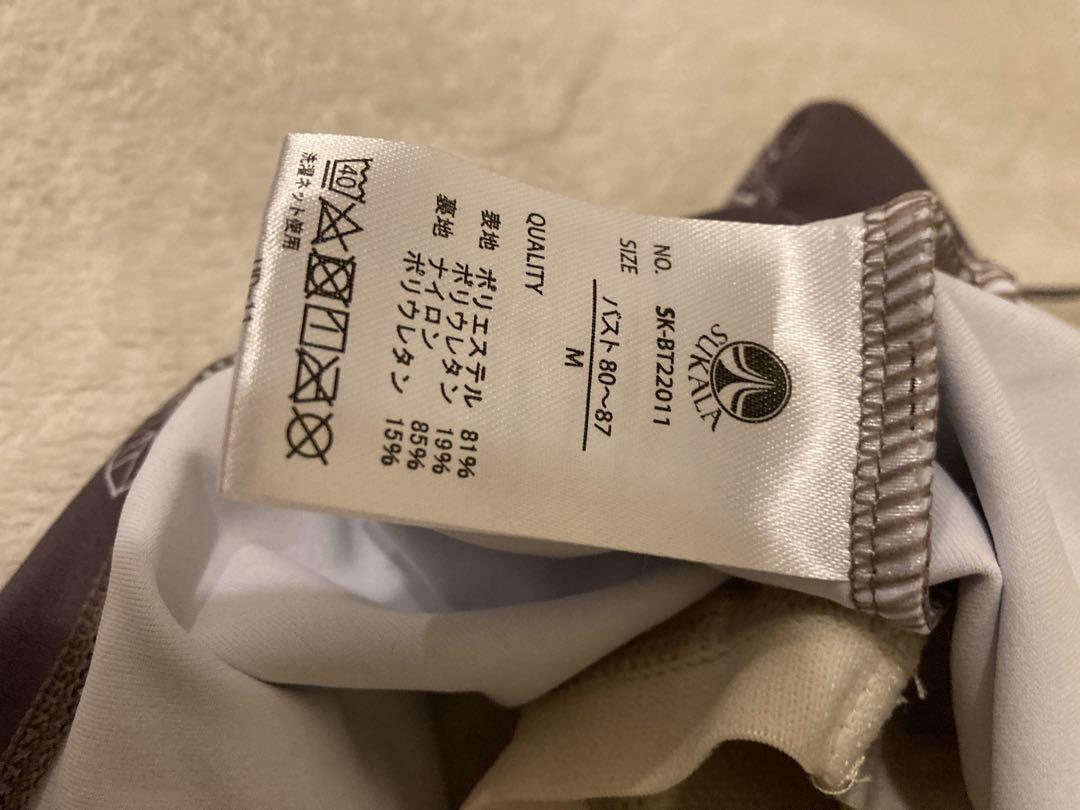 SUKALA
NO. SK-BT22011
SIZE バスト80～87
M
QUALITY
表地 ポリエステル 81%
ポリウレタン 19%
裏地 ナイロン 85%
ポリウレタン 15%
40
洗濯ネット使用